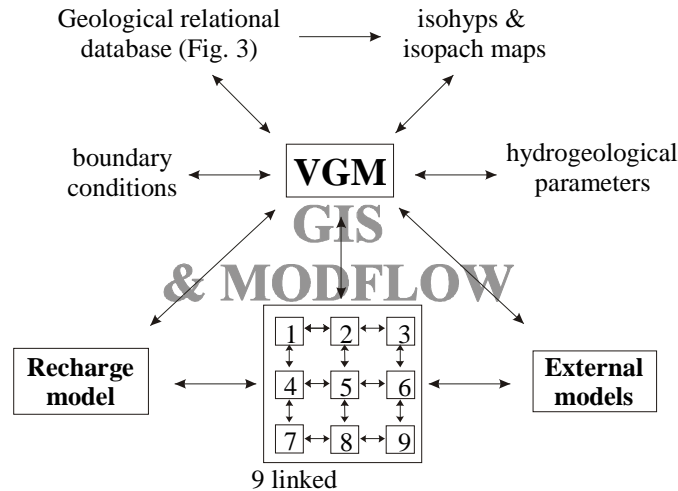 Geological relational
database (Fig. 3)
isohyps &
isopach maps
boundary
conditions
VGM
hydrogeological
parameters
GIS
& MODFLOW
Recharge
model
1 2 3
4 5 6
7 8 9
External
models
9 linked